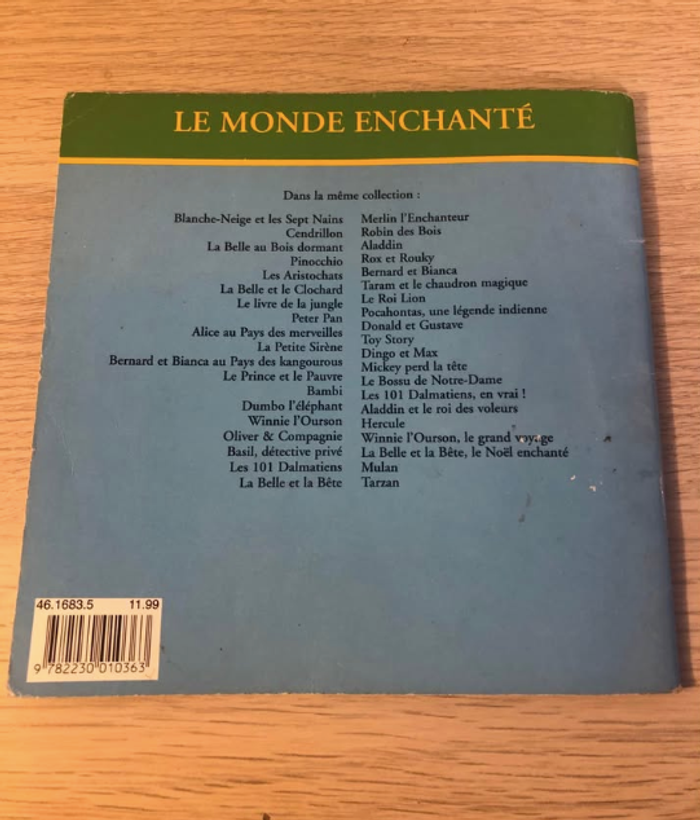 LE MONDE ENCHANTÉ
Dans la même collection :
Blanche-Neige et les Sept Nains
Cendrillon
La Belle au Bois dormant
Pinocchio
Les Aristochats
La Belle et le Clochard
Le livre de la jungle
Peter Pan
Alice au Pays des merveilles
La Petite Sirène
Bernard et Bianca au Pays des kangourous
Le Prince et le Pauvre
Bambi
Dumbo l'éléphant
Winnie l'Ourson
Oliver & Compagnie
Basil, détective privé
Les 101 Dalmatiens
La Belle et la Bête
Merlin l'Enchanteur
Robin des Bois
Aladdin
Rox et Rouky
Bernard et Bianca
Taram et le chaudron magique
Le Roi Lion
Pocahontas, une légende indienne
Donald et Gustave
Toy Story
Dingo et Max
Mickey perd la tête
Le Bossu de Notre-Dame
Les 101 Dalmatiens, en vrai !
Aladdin et le roi des voleurs
Hercule
Winnie l'Ourson, le grand voyage
La Belle et la Bête, le Noël enchanté
Mulan
Tarzan
46.1683.5 11.99
9 782230 010363